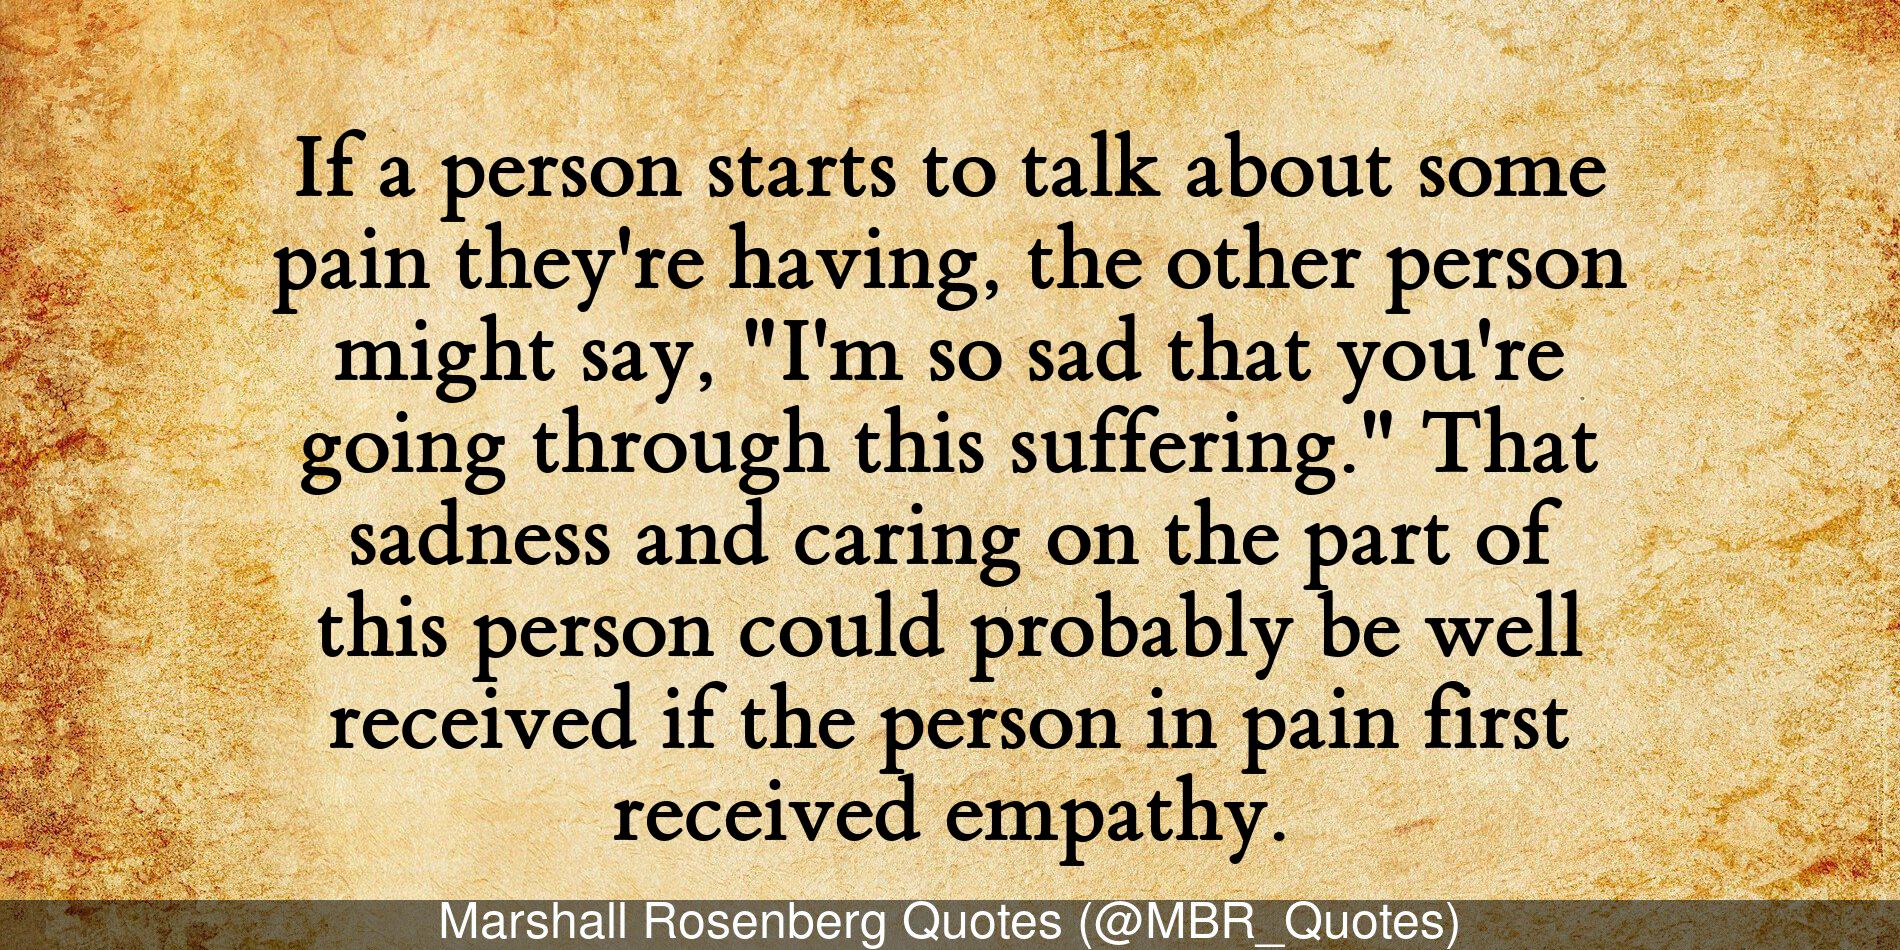 If a person starts to talk about some
pain they're having, the other person
might say, "I'm so sad that you're
going through this suffering." That
sadness and caring on the part of
this person could probably be well
received if the person in pain first
received empathy.
Marshall Rosenberg Quotes (@MBR_Quotes)